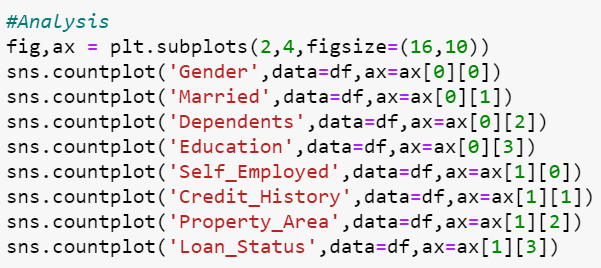 #Analysis
fig,ax = plt.subplots(2,4,figsize=(16,10))
sns.countplot('Gender',data=df,ax=ax[0][0])
sns.countplot('Married',data=df,ax=ax[0][1])
sns.countplot('Dependents',data=df,ax=ax[0][2])
sns.countplot('Education',data=df,ax=ax[0][3])
sns.countplot('Self_Employed',data=df,ax=ax[1][0])
sns.countplot('Credit_History',data=df,ax=ax[1][1])
sns.countplot('Property_Area',data=df,ax=ax[1][2])
sns.countplot('Loan_Status',data=df,ax=ax[1][3])